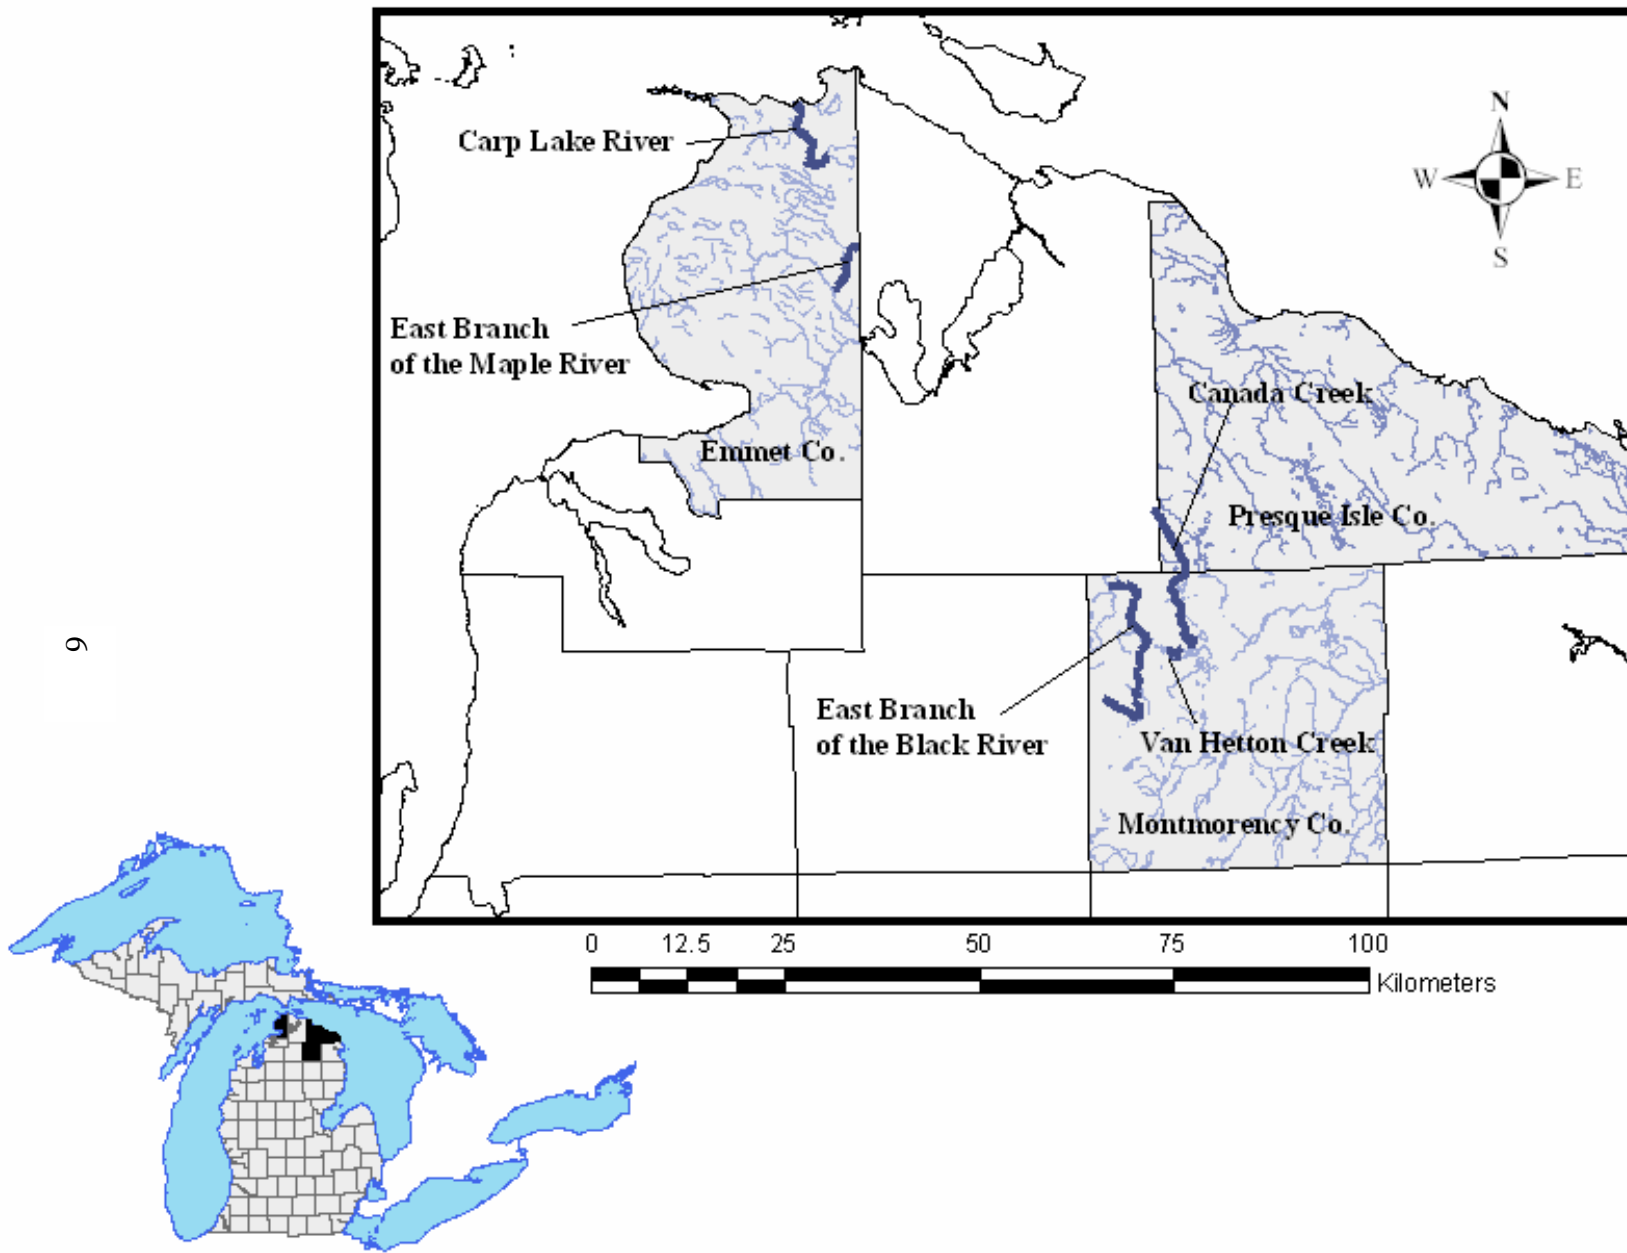 N
W
E
S
Carp Lake River
East Branch
of the Maple River
Emmet Co.
Canada Creek
Presque Isle Co.
East Branch
of the Black River
Van Hetton Creek
Montmorency Co.
0 12.5 25 50 75 100
Kilometers
9